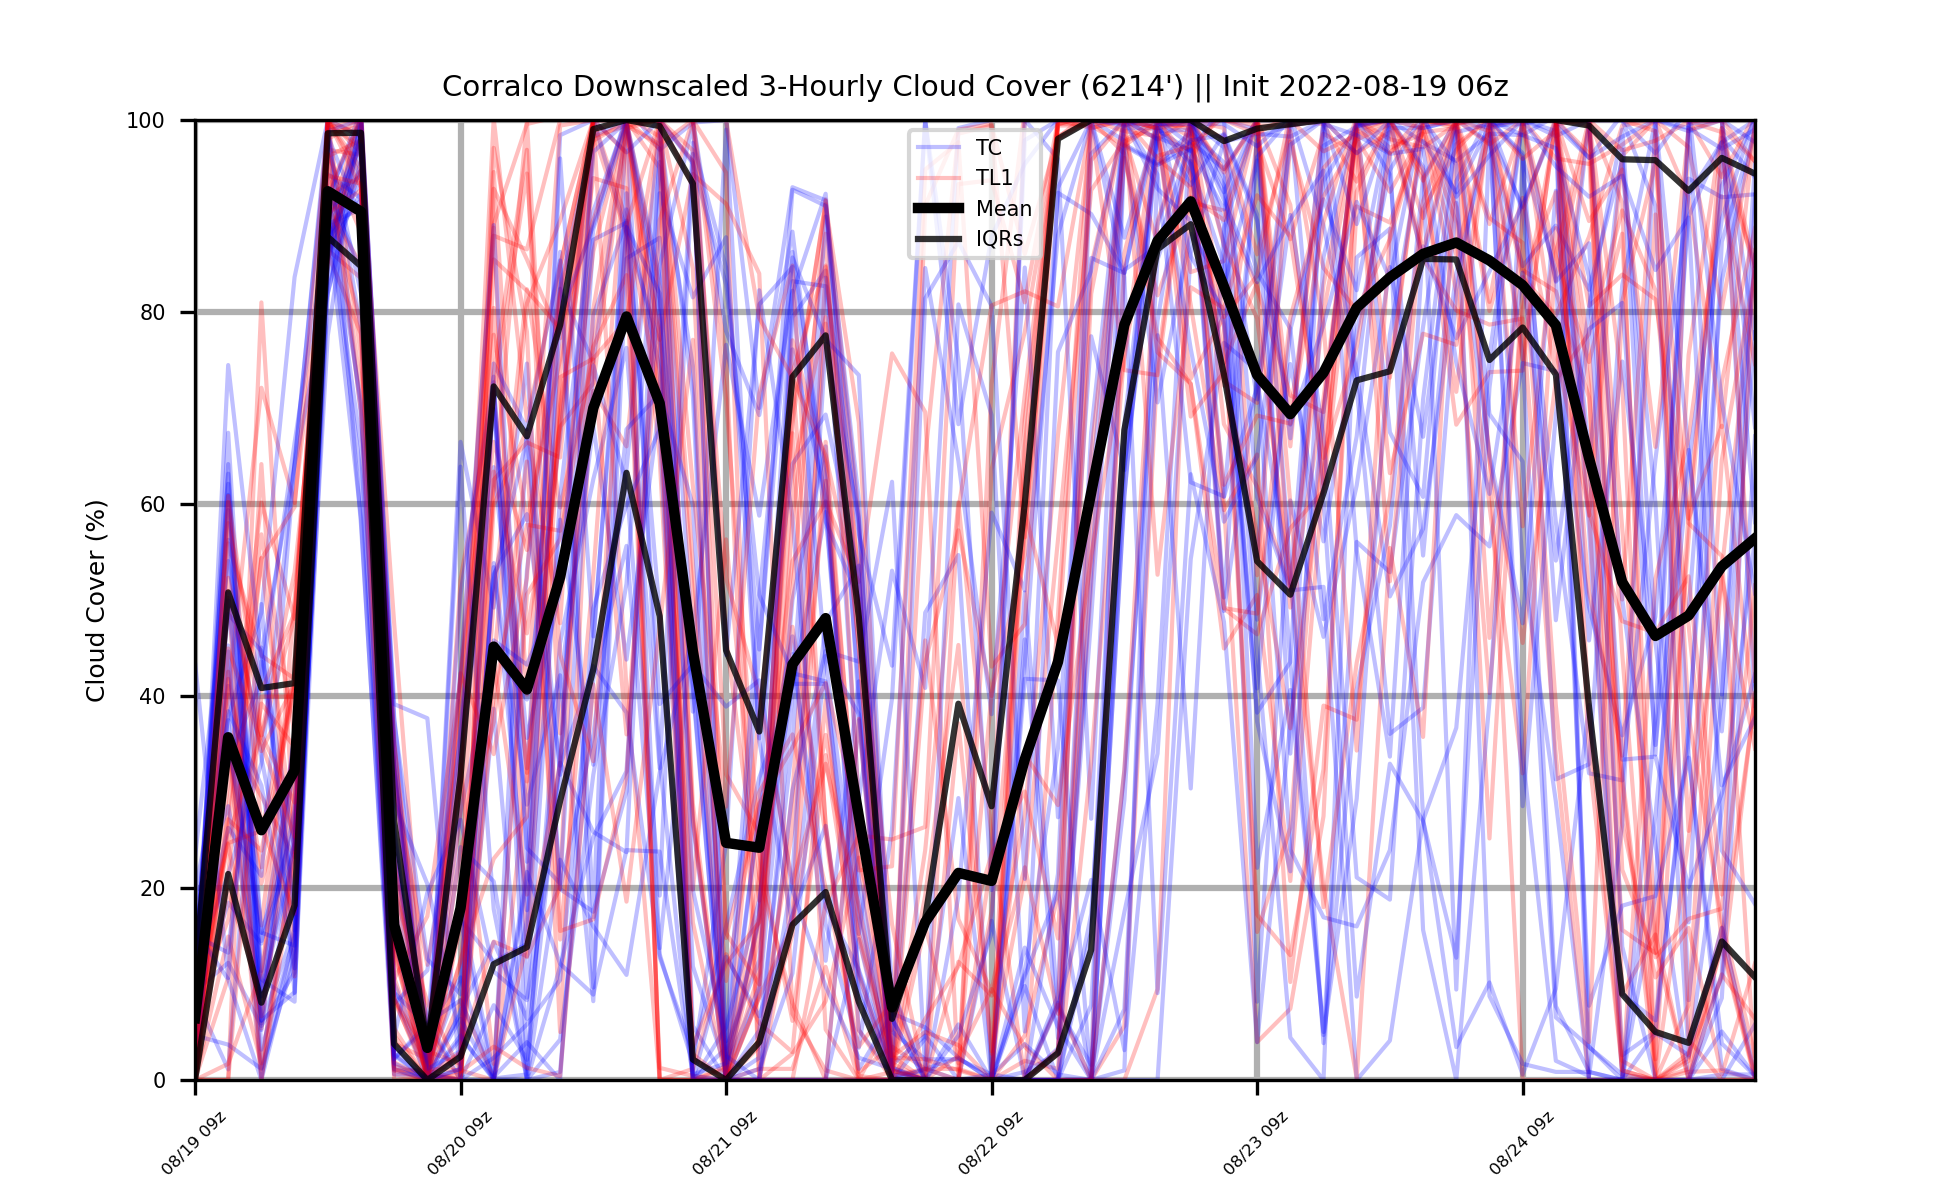 Corralco Downscaled 3-Hourly Cloud Cover (6214') || Init 2022-08-19 06z
TC
TL1
Mean
IQRs
Cloud Cover (%)
100
80
60
40
20
0
08/19 09z
08/20 09z
08/21 09z
08/22 09z
08/23 09z
08/24 09z